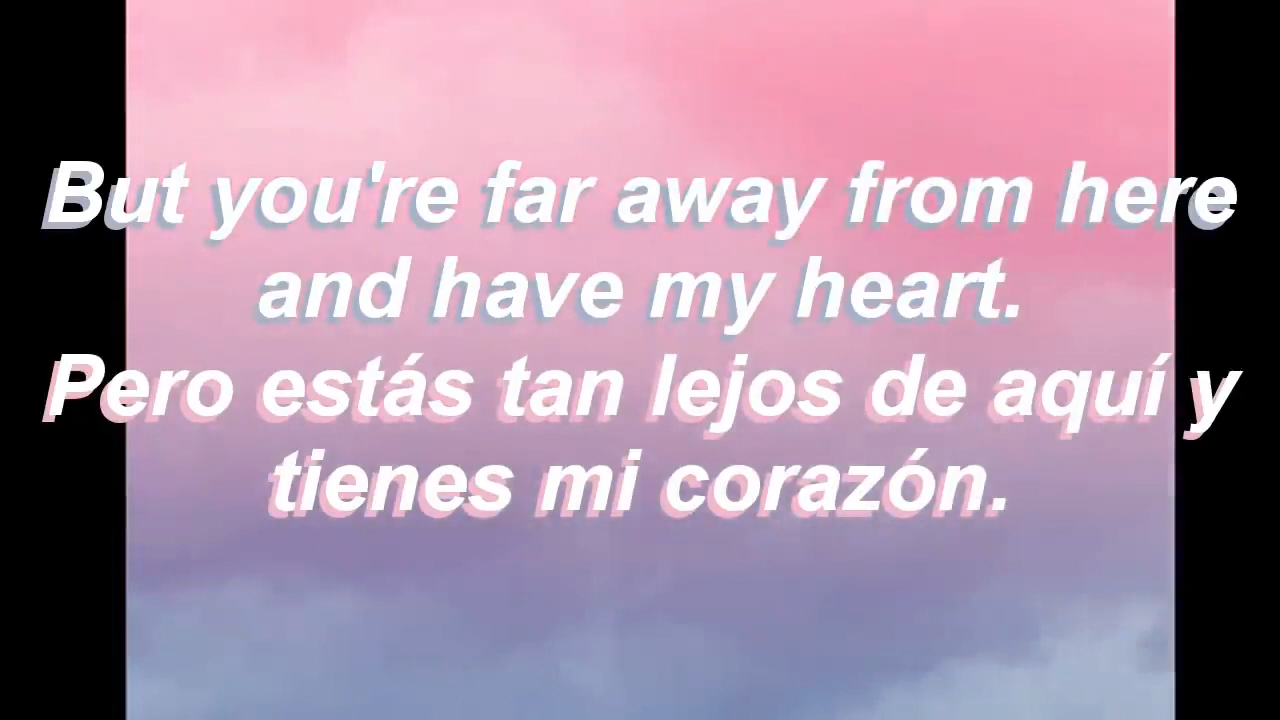 But you're far away from here
and have my heart.
Pero estás tan lejos de aquí y
tienes mi corazón.